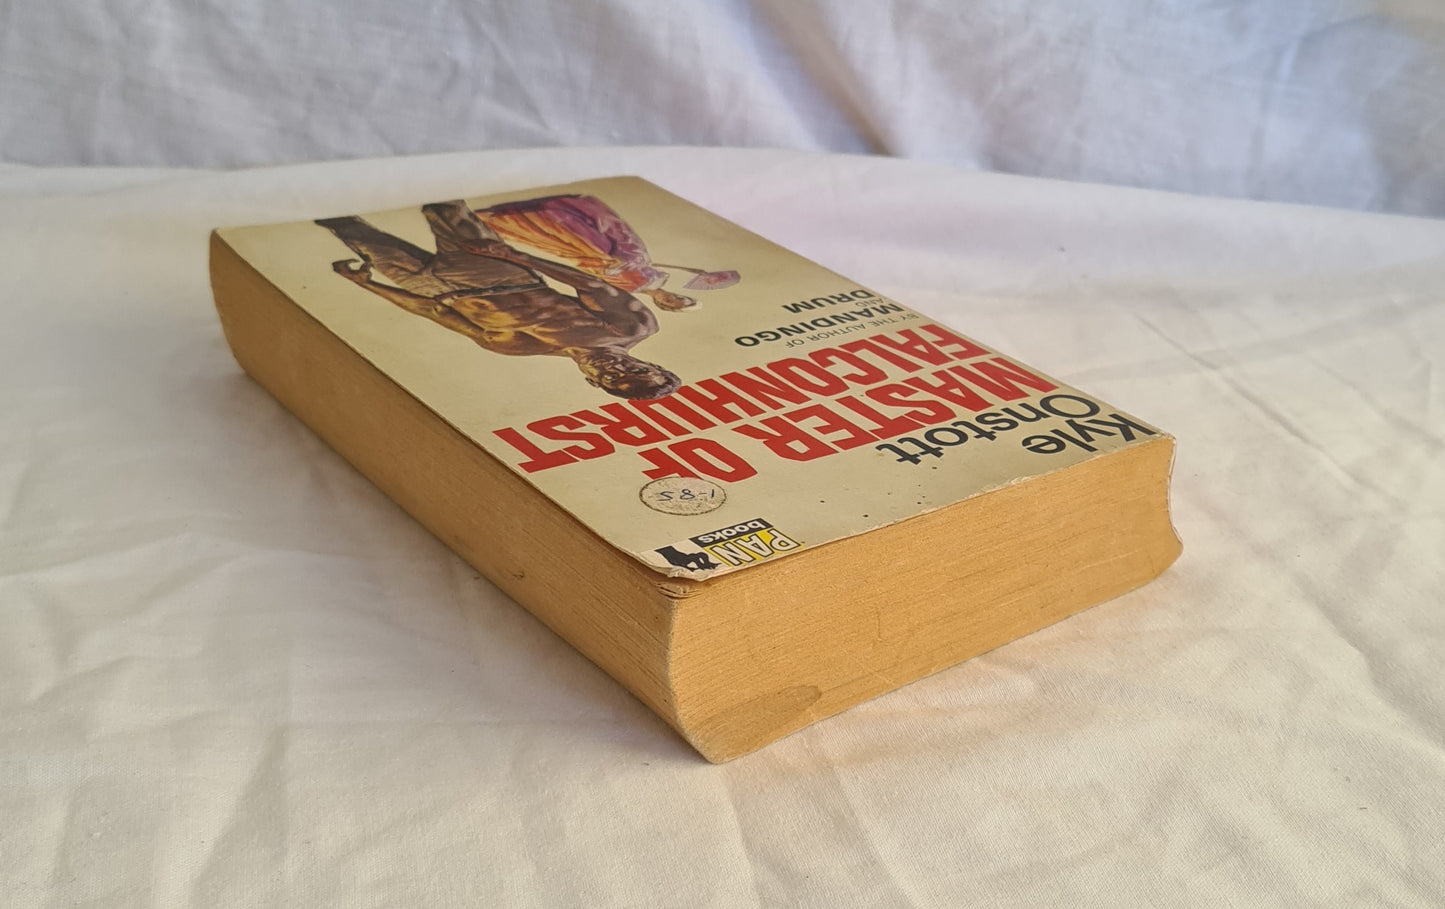 PAN
books
Kyle
Onstott
MASTER OF
FALCONHURST
BY THE AUTHOR OF
MANDINGO
AND
DRUM